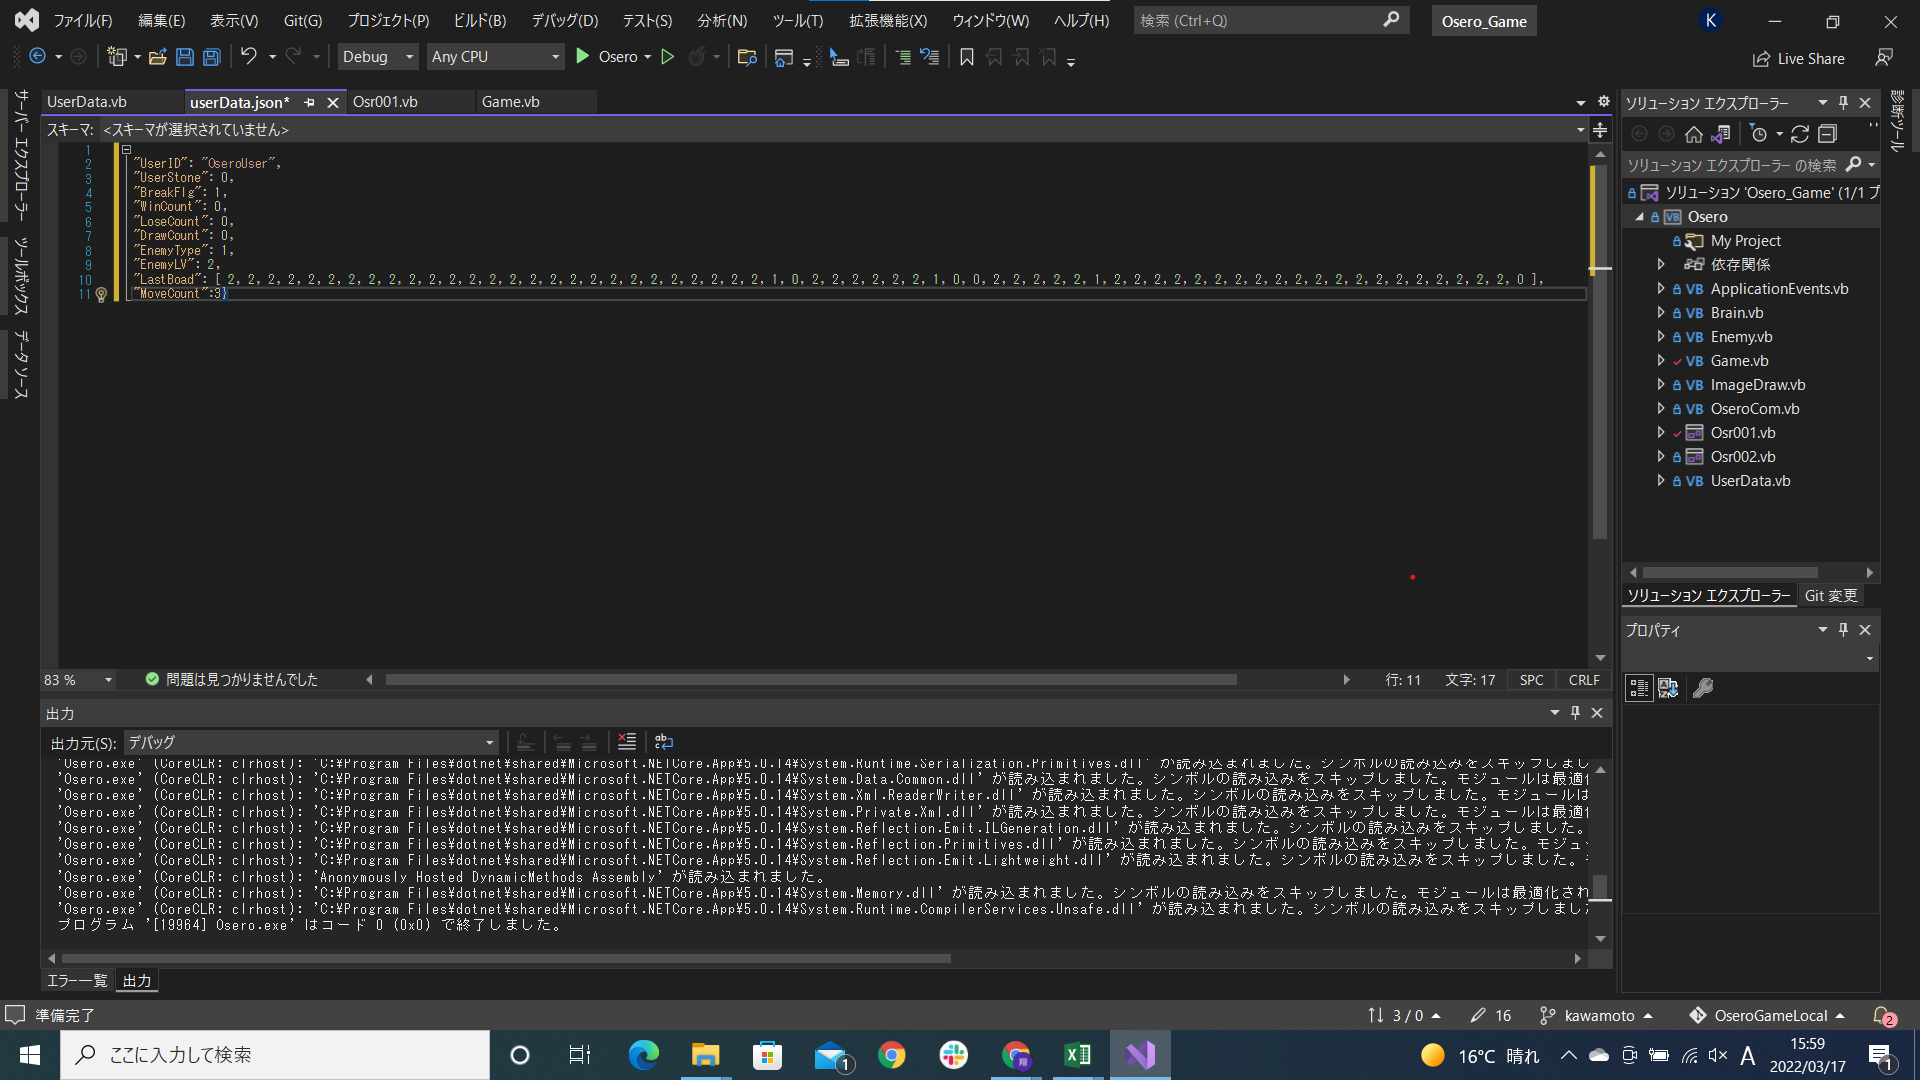 ファイル(F) 編集(E) 表示(V) Git(G) プロジェクト(P) ビルド(B) デバッグ(D) テスト(S) 分析(N) ツール(T) 拡張機能(X) ウィンドウ(W) ヘルプ(H) 検索 (Ctrl+Q) Osero_Game K
Debug Any CPU Osero Live Share
サーバー エクスプローラー
ツールボックス
データ ソース
UserData.vb userData.json* Osr001.vb Game.vb
スキーマ: <スキーマが選択されていません>
1
2 "UserID": "OseroUser",
3 "UserStone": 0,
4 "BreakFlg": 1,
5 "WinCount": 0,
6 "LoseCount": 0,
7 "DrawCount": 0,
8 "EnemyType": 1,
9 "EnemyLV": 2,
10 "LastBoad": [ 2, 2, 2, 2, 2, 2, 2, 2, 2, 2, 2, 2, 2, 2, 2, 2, 2, 2, 2, 2, 2, 2, 2, 2, 2, 2, 2, 1, 0, 2, 2, 2, 2, 2, 2, 1, 0, 0, 2, 2, 2, 2, 2, 1, 2, 2, 2, 2, 2, 2, 2, 2, 2, 2, 2, 2, 2, 2, 2, 2, 2, 2, 2, 2, 0 ],
11 "MoveCount":3}
83 % 問題は見つかりませんでした 行: 11 文字: 17 SPC CRLF
出力
出力元(S): デバッグ
'Osero.exe' (CoreCLR: clrhost): 'C:¥Program Files¥dotnet¥shared¥Microsoft.NETCore.App¥5.0.14¥System.Runtime.Serialization.Primitives.dll' が読み込まれました。シンボルの読み込みをスキップしまし
'Osero.exe' (CoreCLR: clrhost): 'C:¥Program Files¥dotnet¥shared¥Microsoft.NETCore.App¥5.0.14¥System.Data.Common.dll' が読み込まれました。シンボルの読み込みをスキップしました。モジュールは最適化
'Osero.exe' (CoreCLR: clrhost): 'C:¥Program Files¥dotnet¥shared¥Microsoft.NETCore.App¥5.0.14¥System.Xml.ReaderWriter.dll' が読み込まれました。シンボルの読み込みをスキップしました。モジュールは
'Osero.exe' (CoreCLR: clrhost): 'C:¥Program Files¥dotnet¥shared¥Microsoft.NETCore.App¥5.0.14¥System.Private.Xml.dll' が読み込まれました。シンボルの読み込みをスキップしました。モジュールは最適化
'Osero.exe' (CoreCLR: clrhost): 'C:¥Program Files¥dotnet¥shared¥Microsoft.NETCore.App¥5.0.14¥System.Reflection.Emit.ILGeneration.dll' が読み込まれました。シンボルの読み込みをスキップしました。
'Osero.exe' (CoreCLR: clrhost): 'C:¥Program Files¥dotnet¥shared¥Microsoft.NETCore.App¥5.0.14¥System.Reflection.Primitives.dll' が読み込まれました。シンボルの読み込みをスキップしました。モジュー
'Osero.exe' (CoreCLR: clrhost): 'C:¥Program Files¥dotnet¥shared¥Microsoft.NETCore.App¥5.0.14¥System.Reflection.Emit.Lightweight.dll' が読み込まれました。シンボルの読み込みをスキップしました。
'Osero.exe' (CoreCLR: clrhost): 'Anonymously Hosted DynamicMethods Assembly' が読み込まれました。
'Osero.exe' (CoreCLR: clrhost): 'C:¥Program Files¥dotnet¥shared¥Microsoft.NETCore.App¥5.0.14¥System.Memory.dll' が読み込まれました。シンボルの読み込みをスキップしました。モジュールは最適化され
'Osero.exe' (CoreCLR: clrhost): 'C:¥Program Files¥dotnet¥shared¥Microsoft.NETCore.App¥5.0.14¥System.Runtime.CompilerServices.Unsafe.dll' が読み込まれました。シンボルの読み込みをスキップしました
プログラム '[19964] Osero.exe' はコード 0 (0x0) で終了しました。
エラー一覧 出力
ソリューション エクスプローラー
ソリューション エクスプローラー の検索
ソリューション 'Osero_Game' (1/1 プ
VB Osero
My Project
依存関係
VB ApplicationEvents.vb
VB Brain.vb
VB Enemy.vb
VB Game.vb
VB ImageDraw.vb
VB OseroCom.vb
Osr001.vb
Osr002.vb
VB UserData.vb
ソリューション エクスプローラー Git 変更
プロパティ
診断ツール
準備完了 3 / 0 16 kawamoto OseroGameLocal 2
ここに入力して検索 1 16°C 晴れ A 15:59
2022/03/17 1